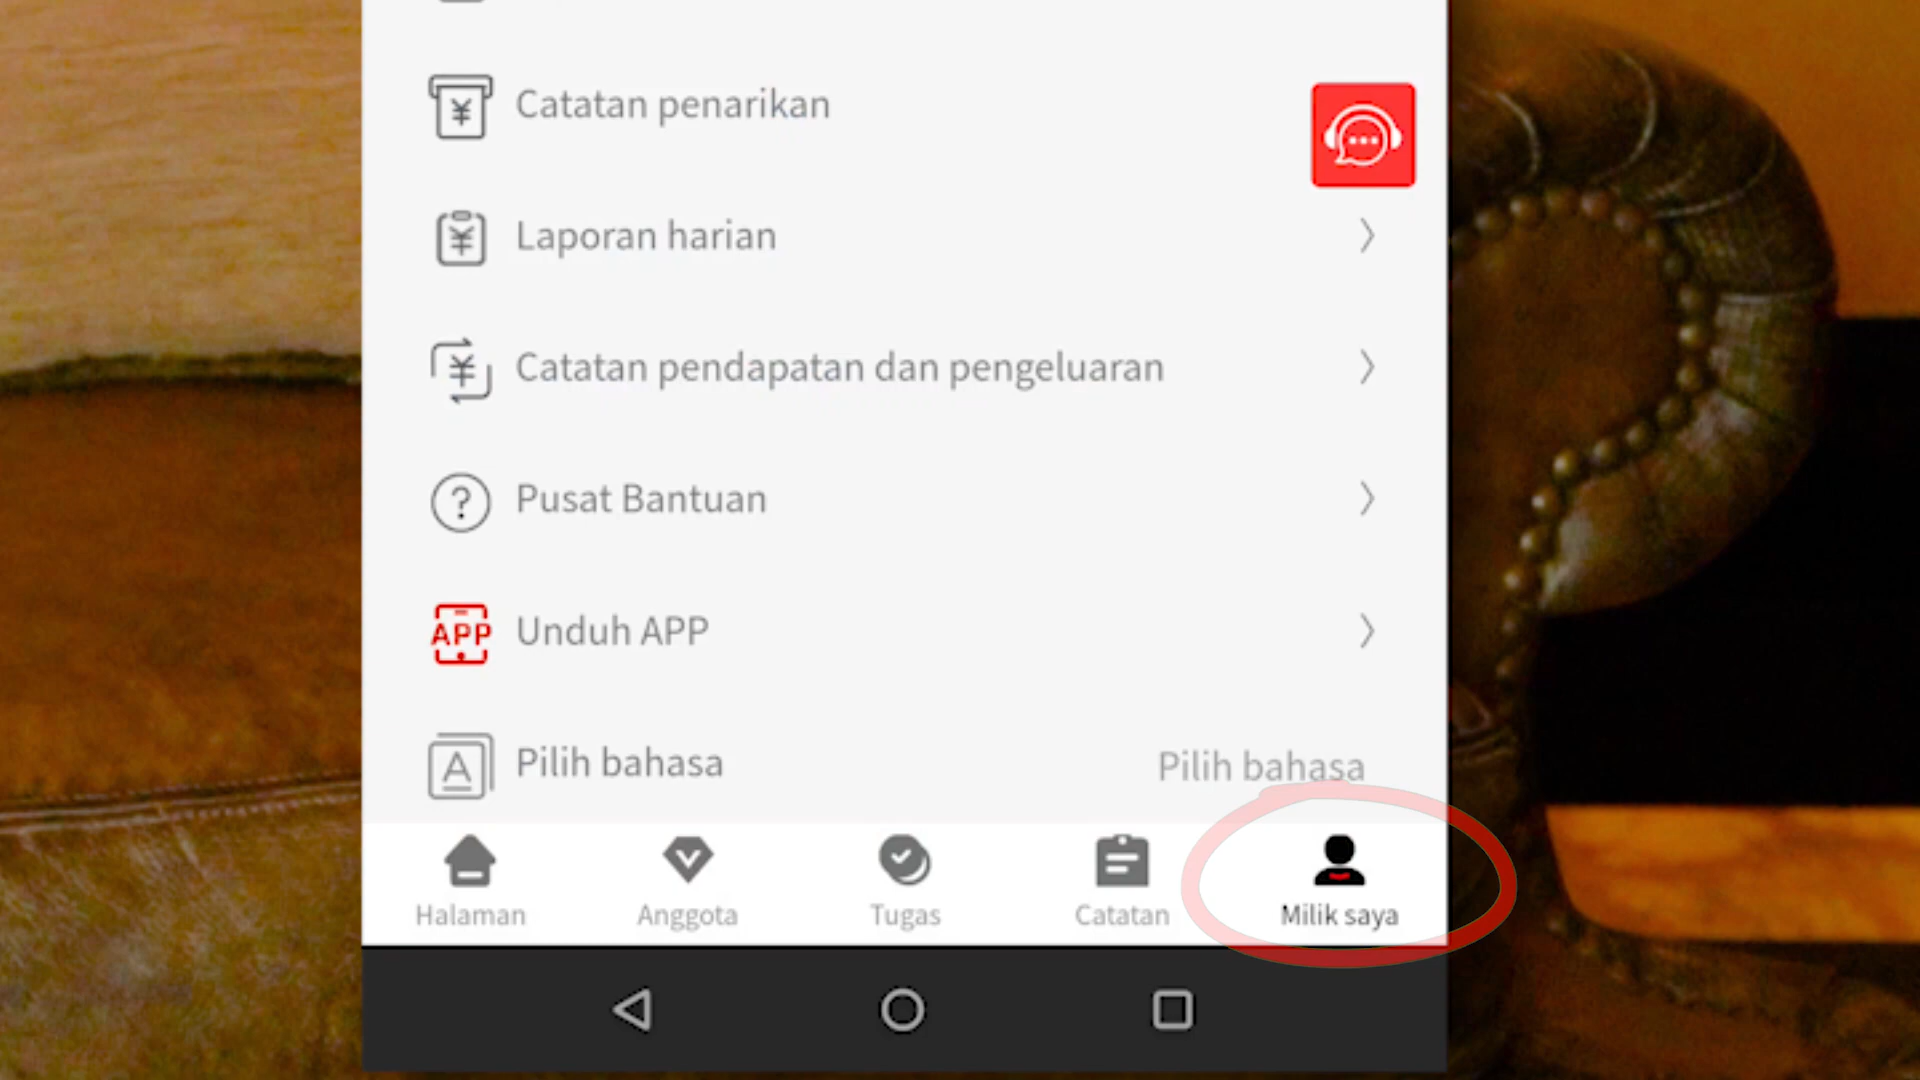 Catatan penarikan
Laporan harian
Catatan pendapatan dan pengeluaran
Pusat Bantuan
APP Unduh APP
Pilih bahasa Pilih bahasa
Halaman Anggota Tugas Catatan Milik saya